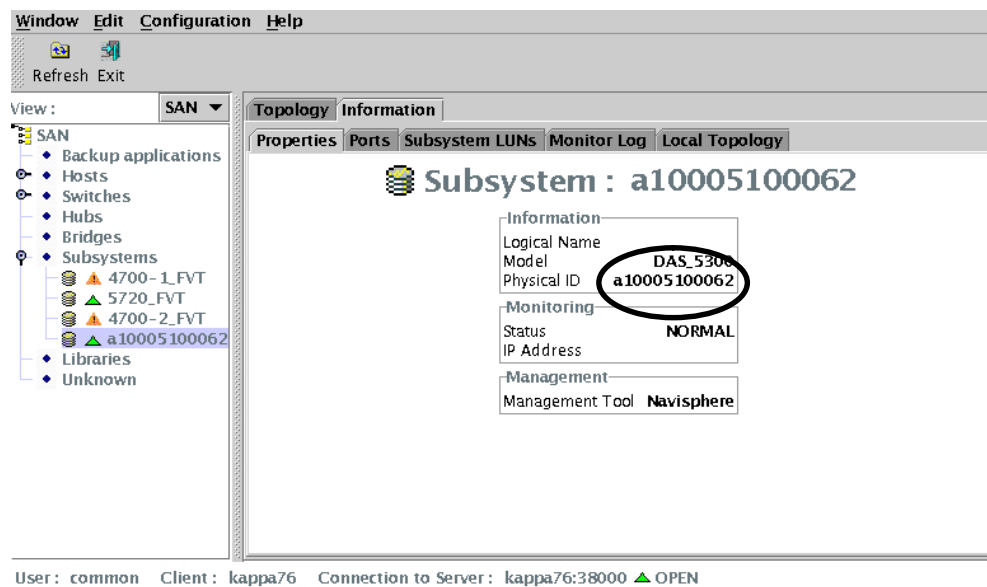 Window Edit Configuration Help
Refresh Exit
View : SAN
Topology Information
SAN
Backup applications
Hosts
Switches
Hubs
Bridges
Subsystems
4700-1_FVT
5720_FVT
4700-2_FVT
a10005100062
Libraries
Unknown
Properties Ports Subsystem LUNs Monitor Log Local Topology
Subsystem : a10005100062
Information
Logical Name
Model DAS_5300
Physical ID a10005100062
Monitoring
Status NORMAL
IP Address
Management
Management Tool Navisphere
User : common Client : kappa76 Connection to Server : kappa76:38000 OPEN